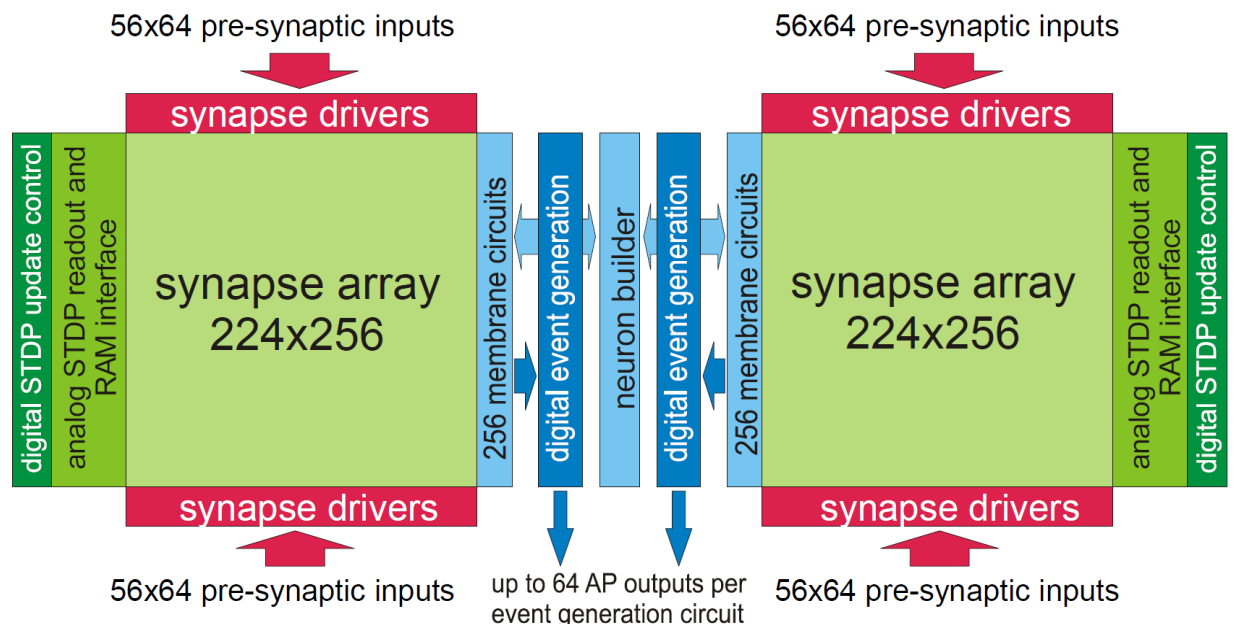 56x64 pre-synaptic inputs
56x64 pre-synaptic inputs
synapse drivers
synapse drivers
digital STDP update control
analog STDP readout and
RAM interface
synapse array
224x256
256 membrane circuits
digital event generation
neuron builder
digital event generation
256 membrane circuits
synapse array
224x256
analog STDP readout and
RAM interface
digital STDP update control
synapse drivers
synapse drivers
56x64 pre-synaptic inputs
up to 64 AP outputs per
event generation circuit
56x64 pre-synaptic inputs